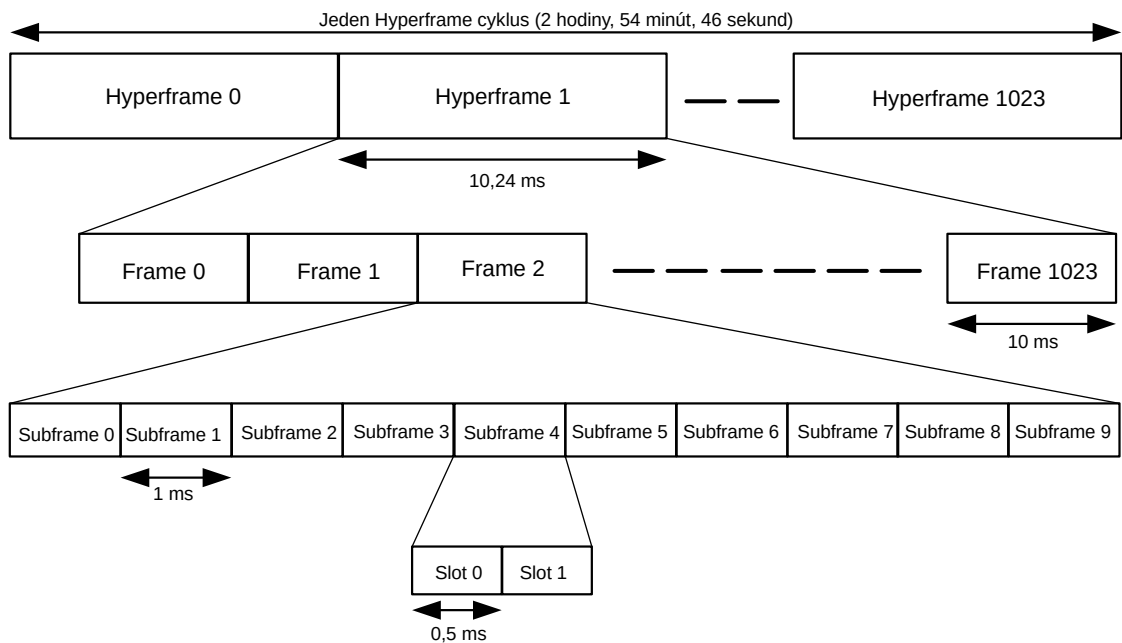 Jeden Hyperframe cyklus (2 hodiny, 54 minút, 46 sekund)
Hyperframe 0 Hyperframe 1 Hyperframe 1023
10,24 ms
Frame 0 Frame 1 Frame 2 Frame 1023
10 ms
Subframe 0 Subframe 1 Subframe 2 Subframe 3 Subframe 4 Subframe 5 Subframe 6 Subframe 7 Subframe 8 Subframe 9
1 ms
Slot 0 Slot 1
0,5 ms